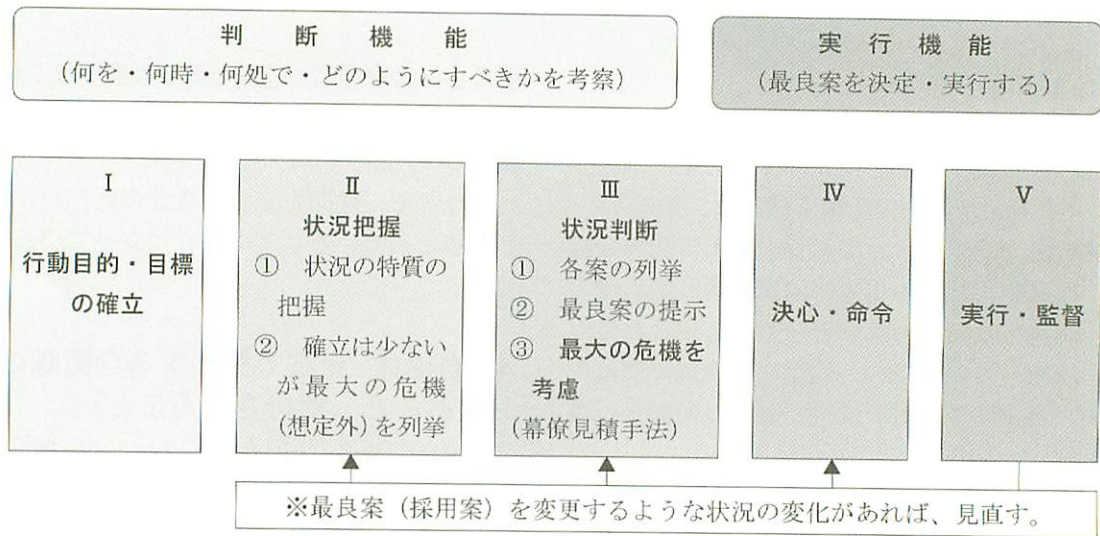 判断機能
(何を・何時・何処で・どのようにすべきかを考察)
実行機能
(最良案を決定・実行する)
Ⅰ
行動目的・目標
の確立
Ⅱ
状況把握
① 状況の特質の
把握
② 確立は少ない
が最大の危機
(想定外)を列挙
Ⅲ
状況判断
① 各案の列挙
② 最良案の提示
③ 最大の危機を
考慮
(幕僚見積手法)
Ⅳ
決心・命令
Ⅴ
実行・監督
※最良案(採用案)を変更するような状況の変化があれば、見直す。